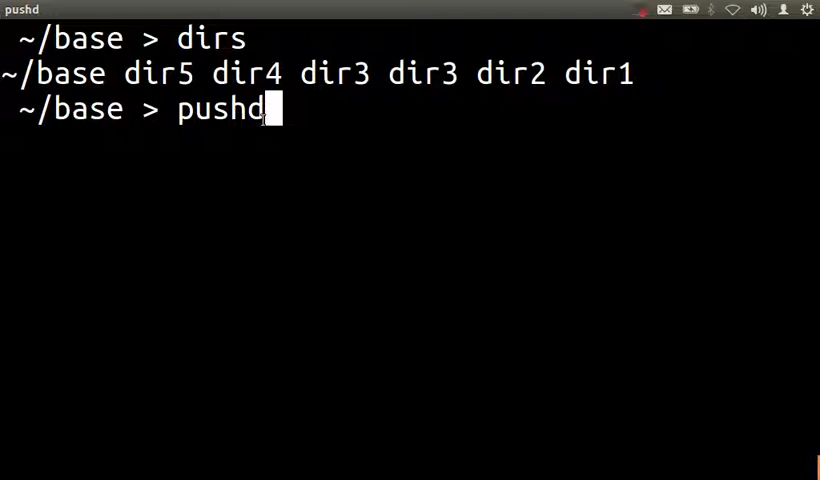 pushd
~/base > dirs
~/base dir5 dir4 dir3 dir3 dir2 dir1
~/base > pushd